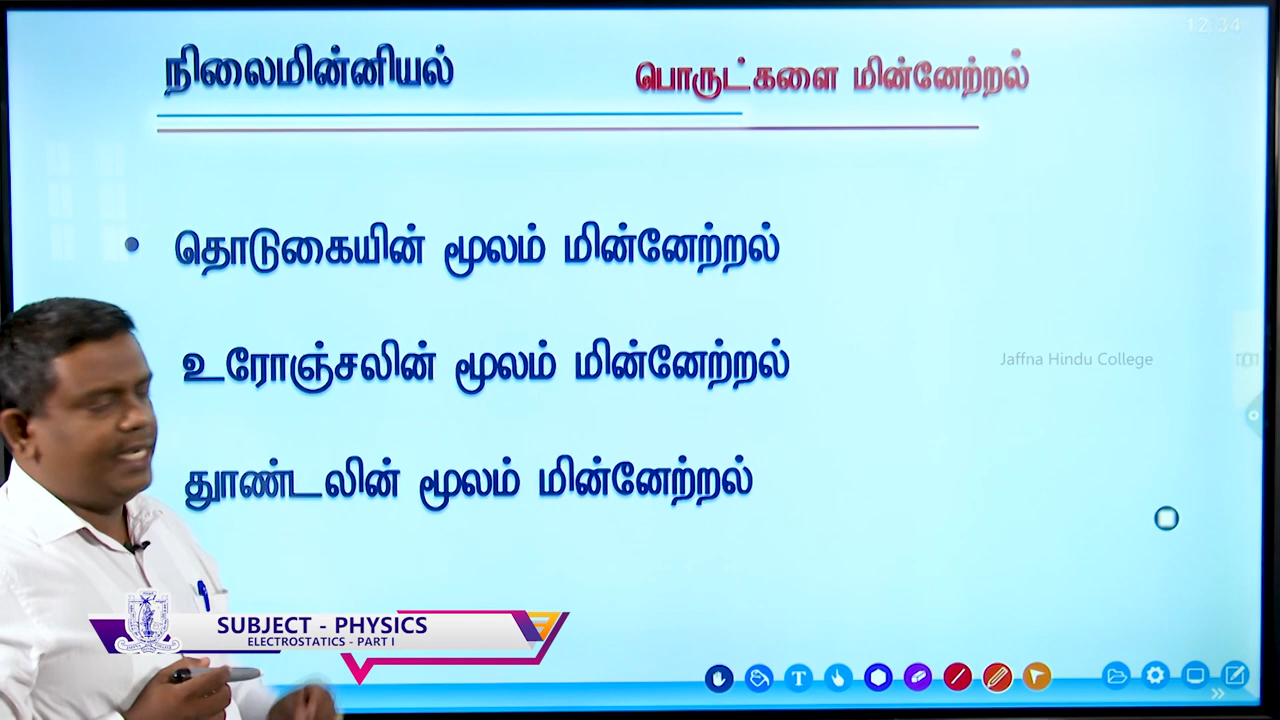 12:34
நிலைமின்னியல்
பொருட்களை மின்னேற்றல்
• தொடுகையின் மூலம் மின்னேற்றல்
உரோஞ்சலின் மூலம் மின்னேற்றல்
Jaffna Hindu College
தூண்டலின் மூலம் மின்னேற்றல்
SUBJECT - PHYSICS
ELECTROSTATICS - PART I